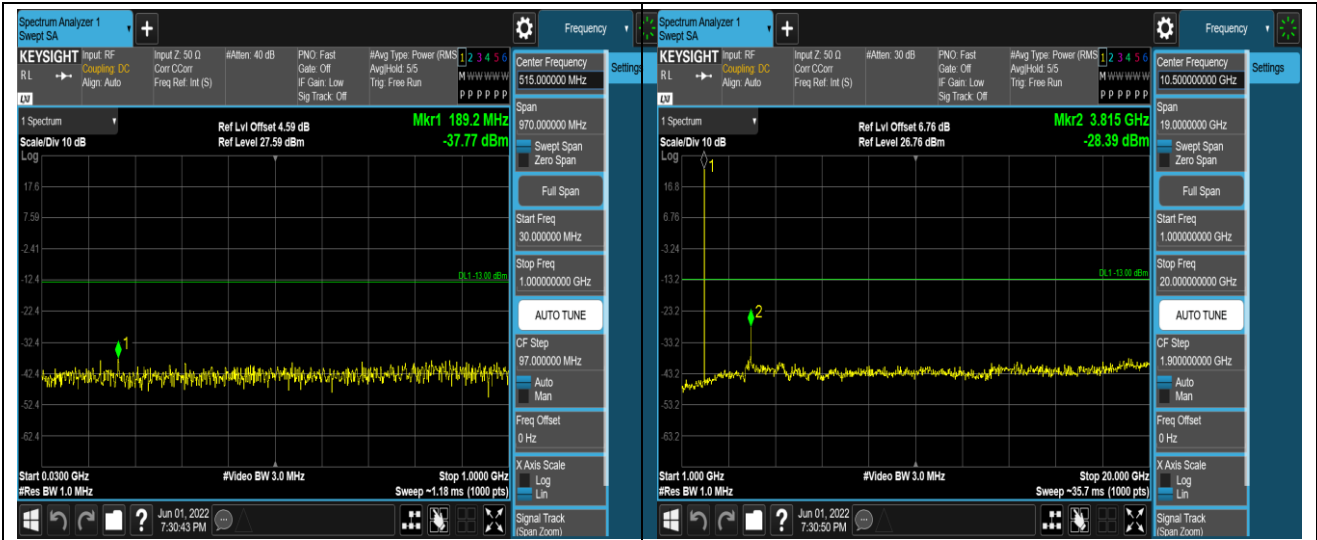 Spectrum Analyzer 1
Swept SA
+
Frequency
KEYSIGHT
RL
LXI
Input: RF
Coupling: DC
Align: Auto
Input Z: 50 Ω
Corr CCorr
Freq Ref: Int (S)
#Atten: 40 dB
PNO: Fast
Gate: Off
IF Gain: Low
Sig Track: Off
#Avg Type: Power (RMS
Avg|Hold: 5/5
Trig: Free Run
1 2 3 4 5 6
M W W W W W
P P P P P P
1 Spectrum
Scale/Div 10 dB
Log
Ref Lvl Offset 4.59 dB
Ref Level 27.59 dBm
Mkr1 189.2 MHz
-37.77 dBm
17.6
7.59
-2.41
-12.4
-22.4
-32.4
-42.4
-52.4
-62.4
DL1 -13.00 dBm
1
Start 0.0300 GHz
#Res BW 1.0 MHz
#Video BW 3.0 MHz
Stop 1.0000 GHz
Sweep ~1.18 ms (1000 pts)
Center Frequency
515.000000 MHz
Settings
Span
970.000000 MHz
Swept Span
Zero Span
Full Span
Start Freq
30.000000 MHz
Stop Freq
1.000000000 GHz
AUTO TUNE
CF Step
97.000000 MHz
Auto
Man
Freq Offset
0 Hz
X Axis Scale
Log
Lin
Signal Track
(Span Zoom)
?
Jun 01, 2022
7:30:43 PM
Spectrum Analyzer 1
Swept SA
+
Frequency
KEYSIGHT
RL
LXI
Input: RF
Coupling: DC
Align: Auto
Input Z: 50 Ω
Corr CCorr
Freq Ref: Int (S)
#Atten: 30 dB
PNO: Fast
Gate: Off
IF Gain: Low
Sig Track: Off
#Avg Type: Power (RMS
Avg|Hold: 5/5
Trig: Free Run
1 2 3 4 5 6
M W W W W W
P P P P P P
1 Spectrum
Scale/Div 10 dB
Log
Ref Lvl Offset 6.76 dB
Ref Level 26.76 dBm
Mkr2 3.815 GHz
-28.39 dBm
1
16.8
6.76
-3.24
-13.2
-23.2
-33.2
-43.2
-53.2
-63.2
DL1 -13.00 dBm
2
Start 1.000 GHz
#Res BW 1.0 MHz
#Video BW 3.0 MHz
Stop 20.000 GHz
Sweep ~35.7 ms (1000 pts)
Center Frequency
10.500000000 GHz
Settings
Span
19.0000000 GHz
Swept Span
Zero Span
Full Span
Start Freq
1.000000000 GHz
Stop Freq
20.000000000 GHz
AUTO TUNE
CF Step
1.900000000 GHz
Auto
Man
Freq Offset
0 Hz
X Axis Scale
Log
Lin
Signal Track
(Span Zoom)
?
Jun 01, 2022
7:30:50 PM